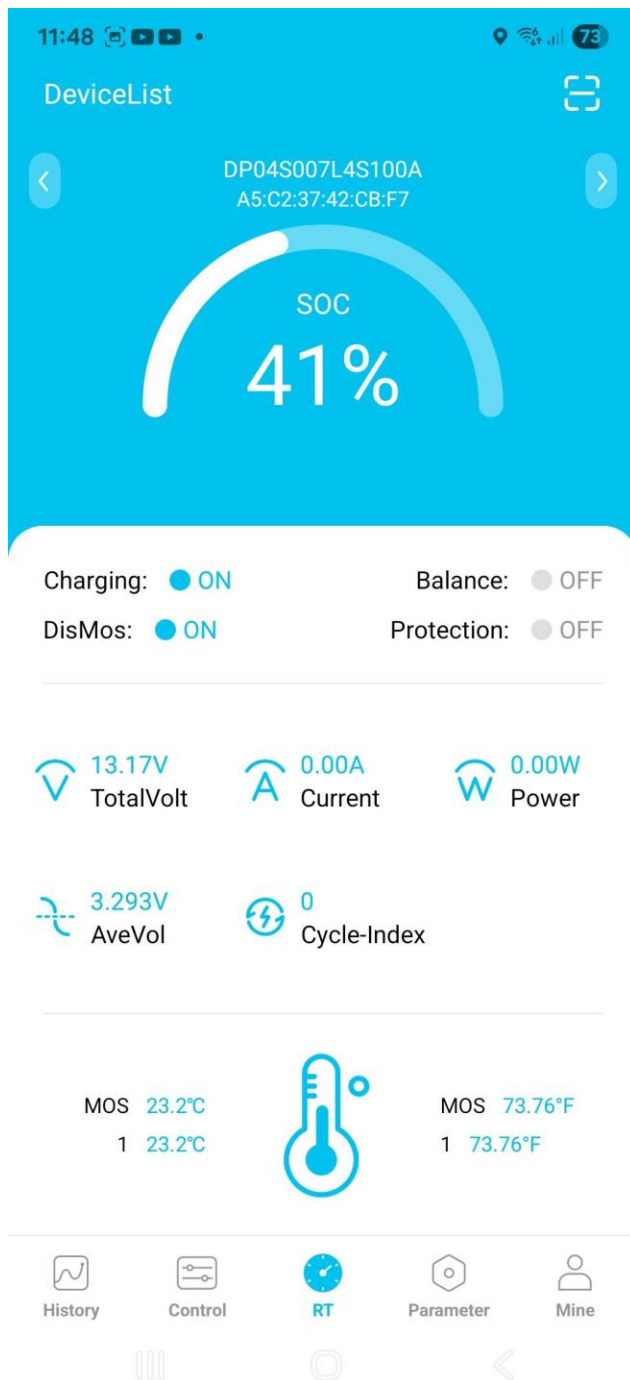 11:48
73
DeviceList
DP04S007L4S100A
A5:C2:37:42:CB:F7
SOC
41%
Charging: ON
Balance: OFF
DisMos: ON
Protection: OFF
13.17V
TotalVolt
0.00A
Current
0.00W
Power
3.293V
AveVol
0
Cycle-Index
MOS 23.2℃
1 23.2℃
MOS 73.76°F
1 73.76°F
History
Control
RT
Parameter
Mine